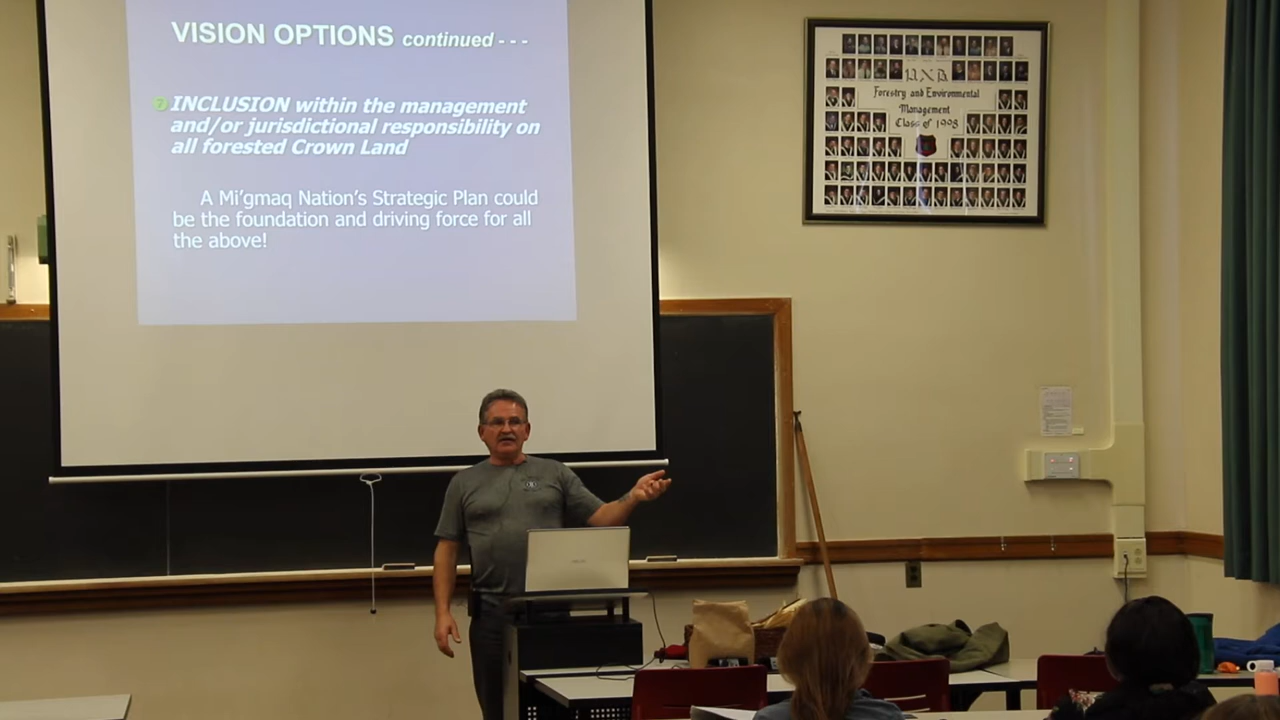 VISION OPTIONS continued - - -
INCLUSION within the management
and/or jurisdictional responsibility on
all forested Crown Land
A Mi'gmaq Nation's Strategic Plan could
be the foundation and driving force for all
the above!
U.N.B.
Forestry and Environmental
Management
Class of 1998